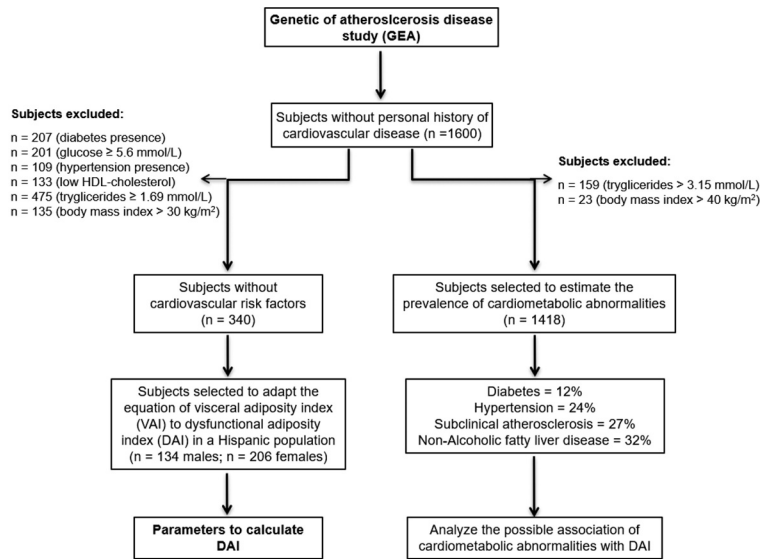 Genetic of atheroslcerosis disease
study (GEA)
Subjects without personal history of
cardiovascular disease (n =1600)
Subjects excluded:
n = 207 (diabetes presence)
n = 201 (glucose ≥ 5.6 mmol/L)
n = 109 (hypertension presence)
n = 133 (low HDL-cholesterol)
n = 475 (tryglicerides ≥ 1.69 mmol/L)
n = 135 (body mass index > 30 kg/m²)
Subjects excluded:
n = 159 (tryglicerides > 3.15 mmol/L)
n = 23 (body mass index > 40 kg/m²)
Subjects without
cardiovascular risk factors
(n = 340)
Subjects selected to estimate the
prevalence of cardiometabolic abnormalities
(n = 1418)
Subjects selected to adapt the
equation of visceral adiposity index
(VAI) to dysfunctional adiposity
index (DAI) in a Hispanic population
(n = 134 males; n = 206 females)
Diabetes = 12%
Hypertension = 24%
Subclinical atherosclerosis = 27%
Non-Alcoholic fatty liver disease = 32%
Parameters to calculate
DAI
Analyze the possible association of
cardiometabolic abnormalities with DAI